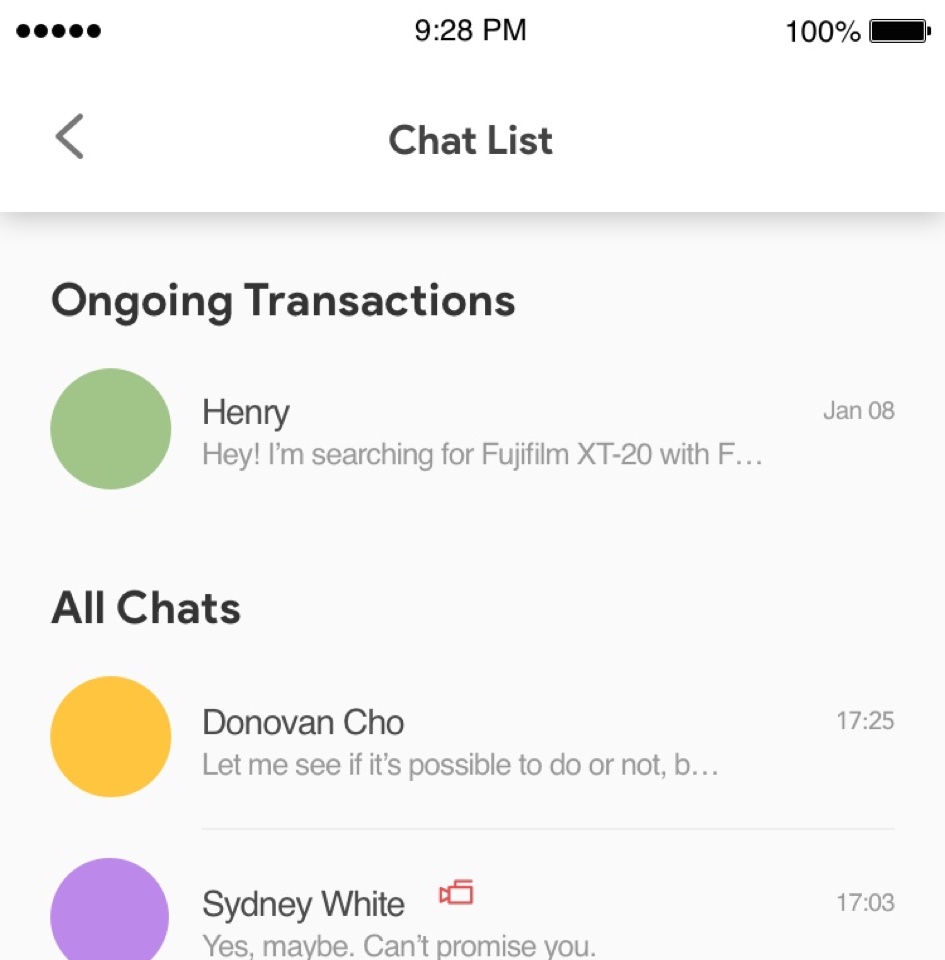 9:28 PM 100%
Chat List
Ongoing Transactions
Henry Jan 08
Hey! I’m searching for Fujifilm XT-20 with F…
All Chats
Donovan Cho 17:25
Let me see if it’s possible to do or not, b…
Sydney White 17:03
Yes, maybe. Can’t promise you.